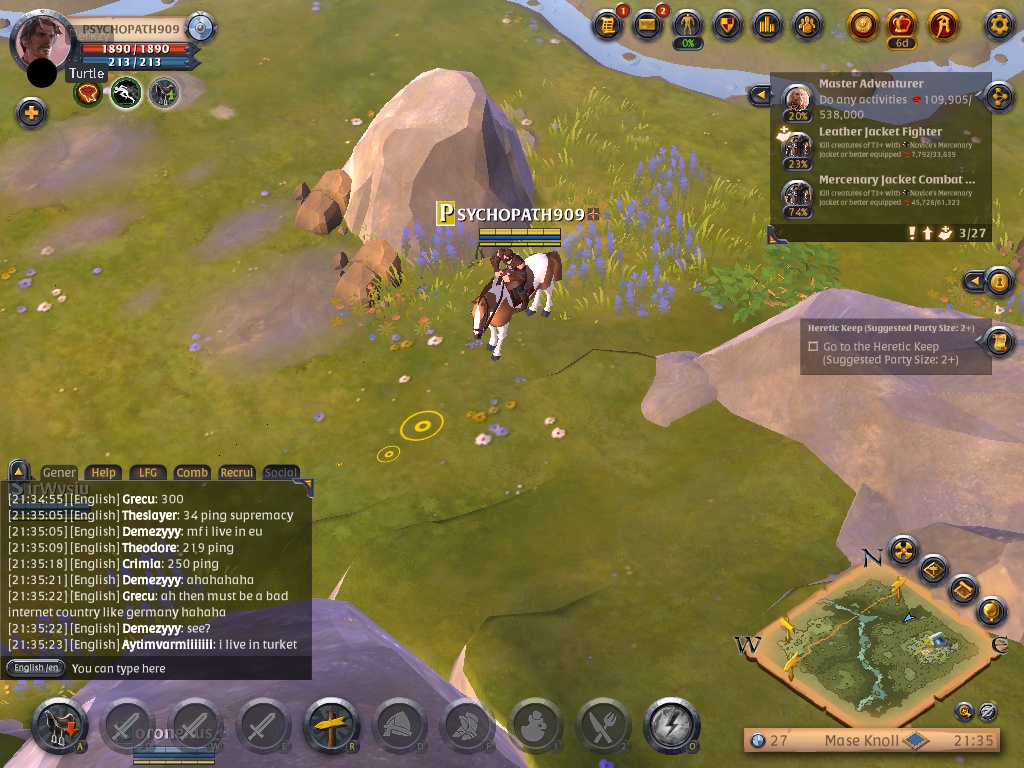 PSYCHOPATH909
1890 / 1890
213 / 213
Turtle
1
2
0%
6d
Master Adventurer
Do any activities 109,905/
538,000
20%
Leather Jacket Fighter
Kill creatures of T3+ with Novice's Mercenary
Jacket or better equipped 7,792/33,639
23%
Mercenary Jacket Combat ...
Kill creatures of T3+ with Novice's Mercenary
Jacket or better equipped 45,726/61,323
74%
3/27
PSYCHOPATH909
Heretic Keep (Suggested Party Size: 2+)
Go to the Heretic Keep
(Suggested Party Size: 2+)
Gener Help LFG Comb Recrui Social
SirWysiu
[21:34:55] [English] Grecu: 300
[21:35:05] [English] Theslayer: 34 ping supremacy
[21:35:05] [English] Demezyyy: mf i live in eu
[21:35:09] [English] Theodore: 219 ping
[21:35:18] [English] Crimia: 250 ping
[21:35:21] [English] Demezyyy: ahahahaha
[21:35:22] [English] Grecu: ah then must be a bad
internet country like germany hahaha
[21:35:22] [English] Demezyyy: see?
[21:35:23] [English] Aytimvarmiiiiiii: i live in turket
English /en You can type here
N
W
E
A Q W E R D F 1 2 O
27 Mase Knoll 21:35